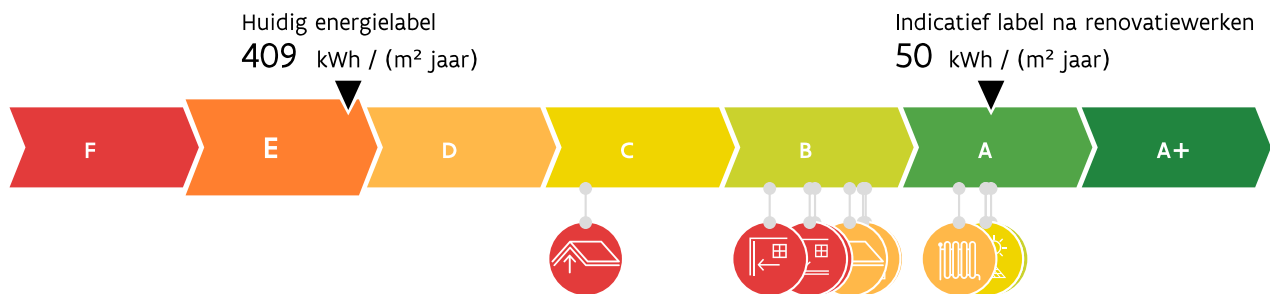 Huidig energielabel
409 kWh / (m² jaar)
Indicatief label na renovatiewerken
50 kWh / (m² jaar)
F E D C B A A+